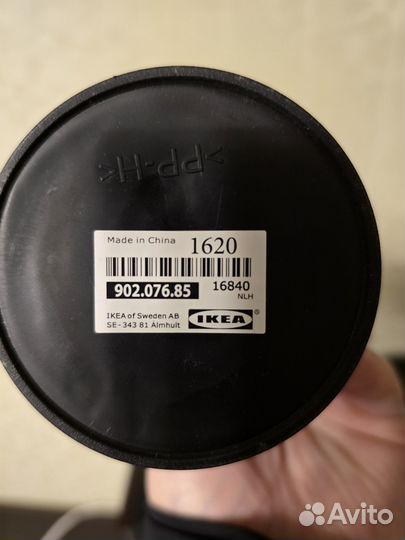 >PP-H<
Made in China 1620
902.076.85 16840
NLH
IKEA of Sweden AB
SE-343 81 Älmhult
IKEA®
Avito